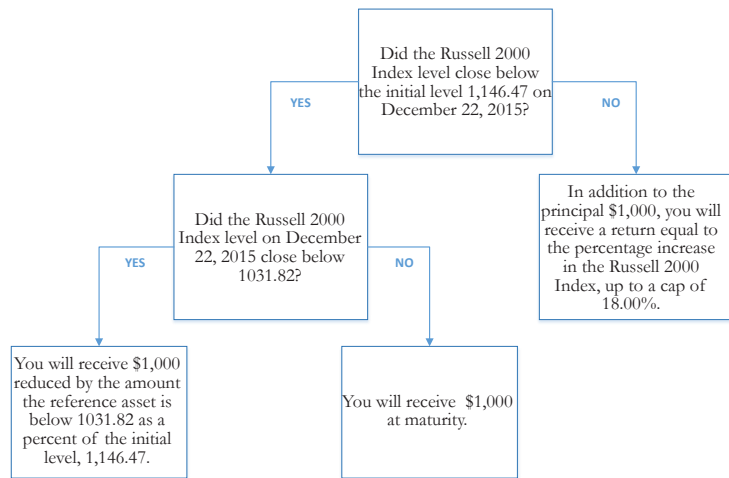 Did the Russell 2000
Index level close below
the initial level 1,146.47 on
December 22, 2015?
YES
NO
Did the Russell 2000
Index level on December
22, 2015 close below
1031.82?
In addition to the
principal $1,000, you will
receive a return equal to
the percentage increase
in the Russell 2000
Index, up to a cap of
18.00%.
YES
NO
You will receive $1,000
reduced by the amount
the reference asset is
below 1031.82 as a
percent of the initial
level, 1,146.47.
You will receive $1,000
at maturity.